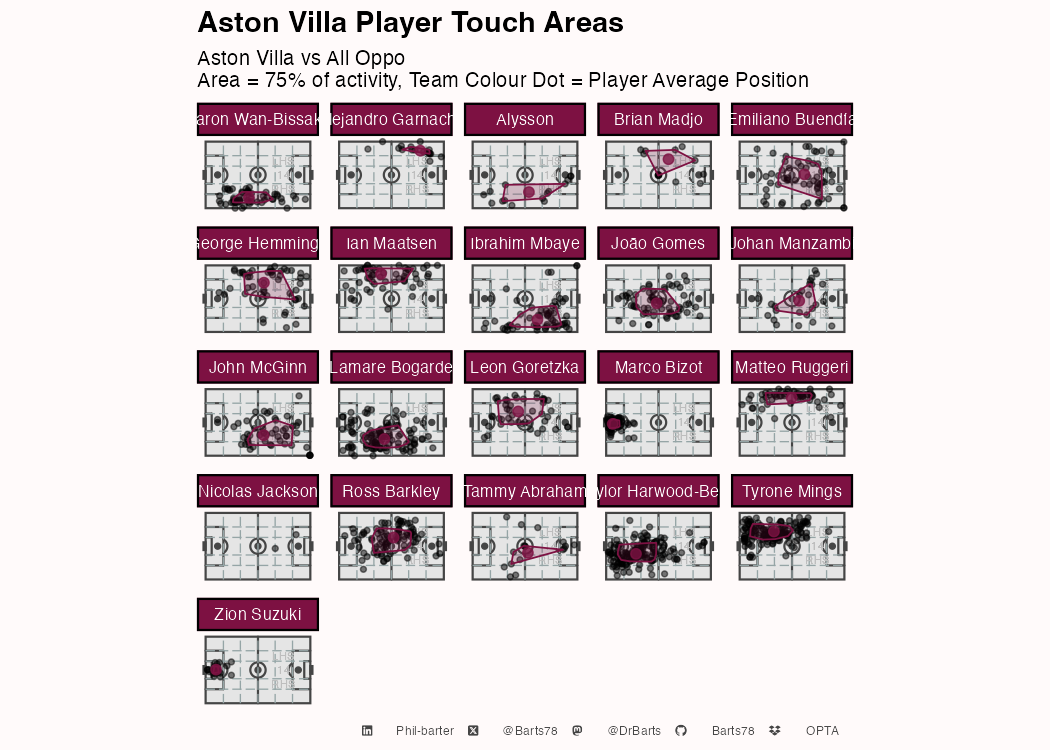 Aston Villa Player Touch Areas
Aston Villa vs All Oppo
Area = 75% of activity, Team Colour Dot = Player Average Position
aron Wan-Bissak
lejandro Garnach
Alysson
Brian Madjo
Emiliano Buendía
George Hemming
Ian Maatsen
Ibrahim Mbaye
João Gomes
Johan Manzamb
John McGinn
Lamare Bogarde
Leon Goretzka
Marco Bizot
Matteo Ruggeri
Nicolas Jackson
Ross Barkley
Tammy Abraham
ylor Harwood-Be
Tyrone Mings
Zion Suzuki
Phil-barter @Barts78 @DrBarts Barts78 OPTA